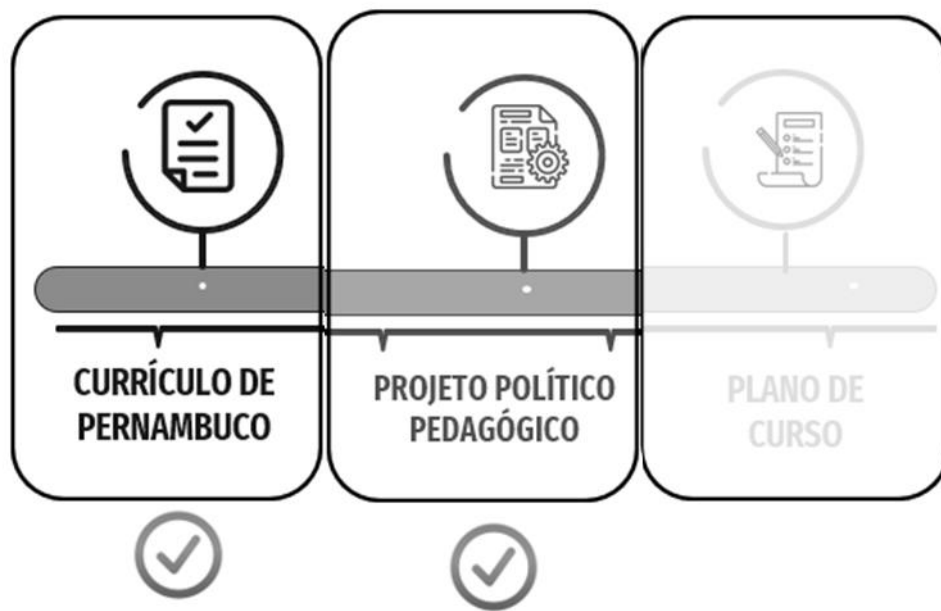 CURRÍCULO DE
PERNAMBUCO
PROJETO POLÍTICO
PEDAGÓGICO
PLANO DE
CURSO